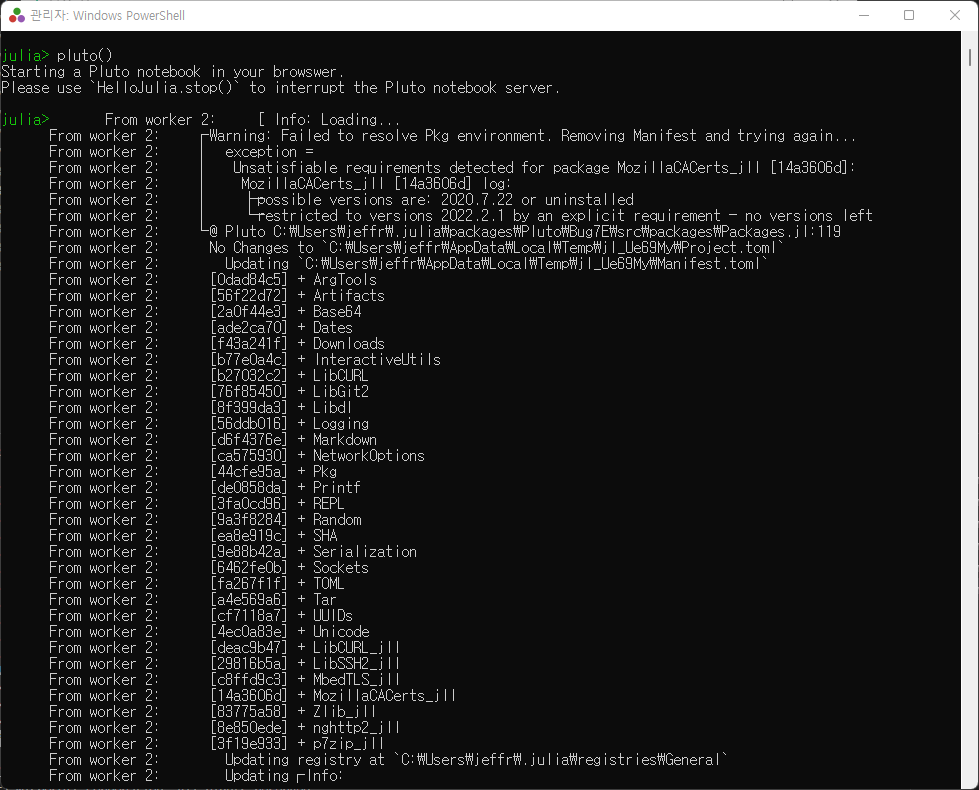 관리자: Windows PowerShell
julia> pluto()
Starting a Pluto notebook in your browswer.
Please use `HelloJulia.stop()` to interrupt the Pluto notebook server.
julia>       From worker 2:     [ Info: Loading...
From worker 2:     ┌Warning: Failed to resolve Pkg environment. Removing Manifest and trying again...
From worker 2:     │  exception =
From worker 2:     │   Unsatisfiable requirements detected for package MozillaCACerts_jll [14a3606d]:
From worker 2:     │    MozillaCACerts_jll [14a3606d] log:
From worker 2:     │    ├─possible versions are: 2020.7.22 or uninstalled
From worker 2:     │    └─restricted to versions 2022.2.1 by an explicit requirement - no versions left
From worker 2:     └@ Pluto C:₩Users₩jeffr₩.julia₩packages₩Pluto₩Bug7E₩src₩packages₩Packages.jl:119
From worker 2:      No Changes to `C:₩Users₩jeffr₩AppData₩Local₩Temp₩jl_Ue69My₩Project.toml`
From worker 2:        Updating `C:₩Users₩jeffr₩AppData₩Local₩Temp₩jl_Ue69My₩Manifest.toml`
From worker 2:      [0dad84c5] + ArgTools
From worker 2:      [56f22d72] + Artifacts
From worker 2:      [2a0f44e3] + Base64
From worker 2:      [ade2ca70] + Dates
From worker 2:      [f43a241f] + Downloads
From worker 2:      [b77e0a4c] + InteractiveUtils
From worker 2:      [b27032c2] + LibCURL
From worker 2:      [76f85450] + LibGit2
From worker 2:      [8f399da3] + Libdl
From worker 2:      [56ddb016] + Logging
From worker 2:      [d6f4376e] + Markdown
From worker 2:      [ca575930] + NetworkOptions
From worker 2:      [44cfe95a] + Pkg
From worker 2:      [de0858da] + Printf
From worker 2:      [3fa0cd96] + REPL
From worker 2:      [9a3f8284] + Random
From worker 2:      [ea8e919c] + SHA
From worker 2:      [9e88b42a] + Serialization
From worker 2:      [6462fe0b] + Sockets
From worker 2:      [fa267f1f] + TOML
From worker 2:      [a4e569a6] + Tar
From worker 2:      [cf7118a7] + UUIDs
From worker 2:      [4ec0a83e] + Unicode
From worker 2:      [deac9b47] + LibCURL_jll
From worker 2:      [29816b5a] + LibSSH2_jll
From worker 2:      [c8ffd9c3] + MbedTLS_jll
From worker 2:      [14a3606d] + MozillaCACerts_jll
From worker 2:      [83775a58] + Zlib_jll
From worker 2:      [8e850ede] + nghttp2_jll
From worker 2:      [3f19e933] + p7zip_jll
From worker 2:        Updating registry at `C:₩Users₩jeffr₩.julia₩registries₩General`
From worker 2:        Updating ┌Info: